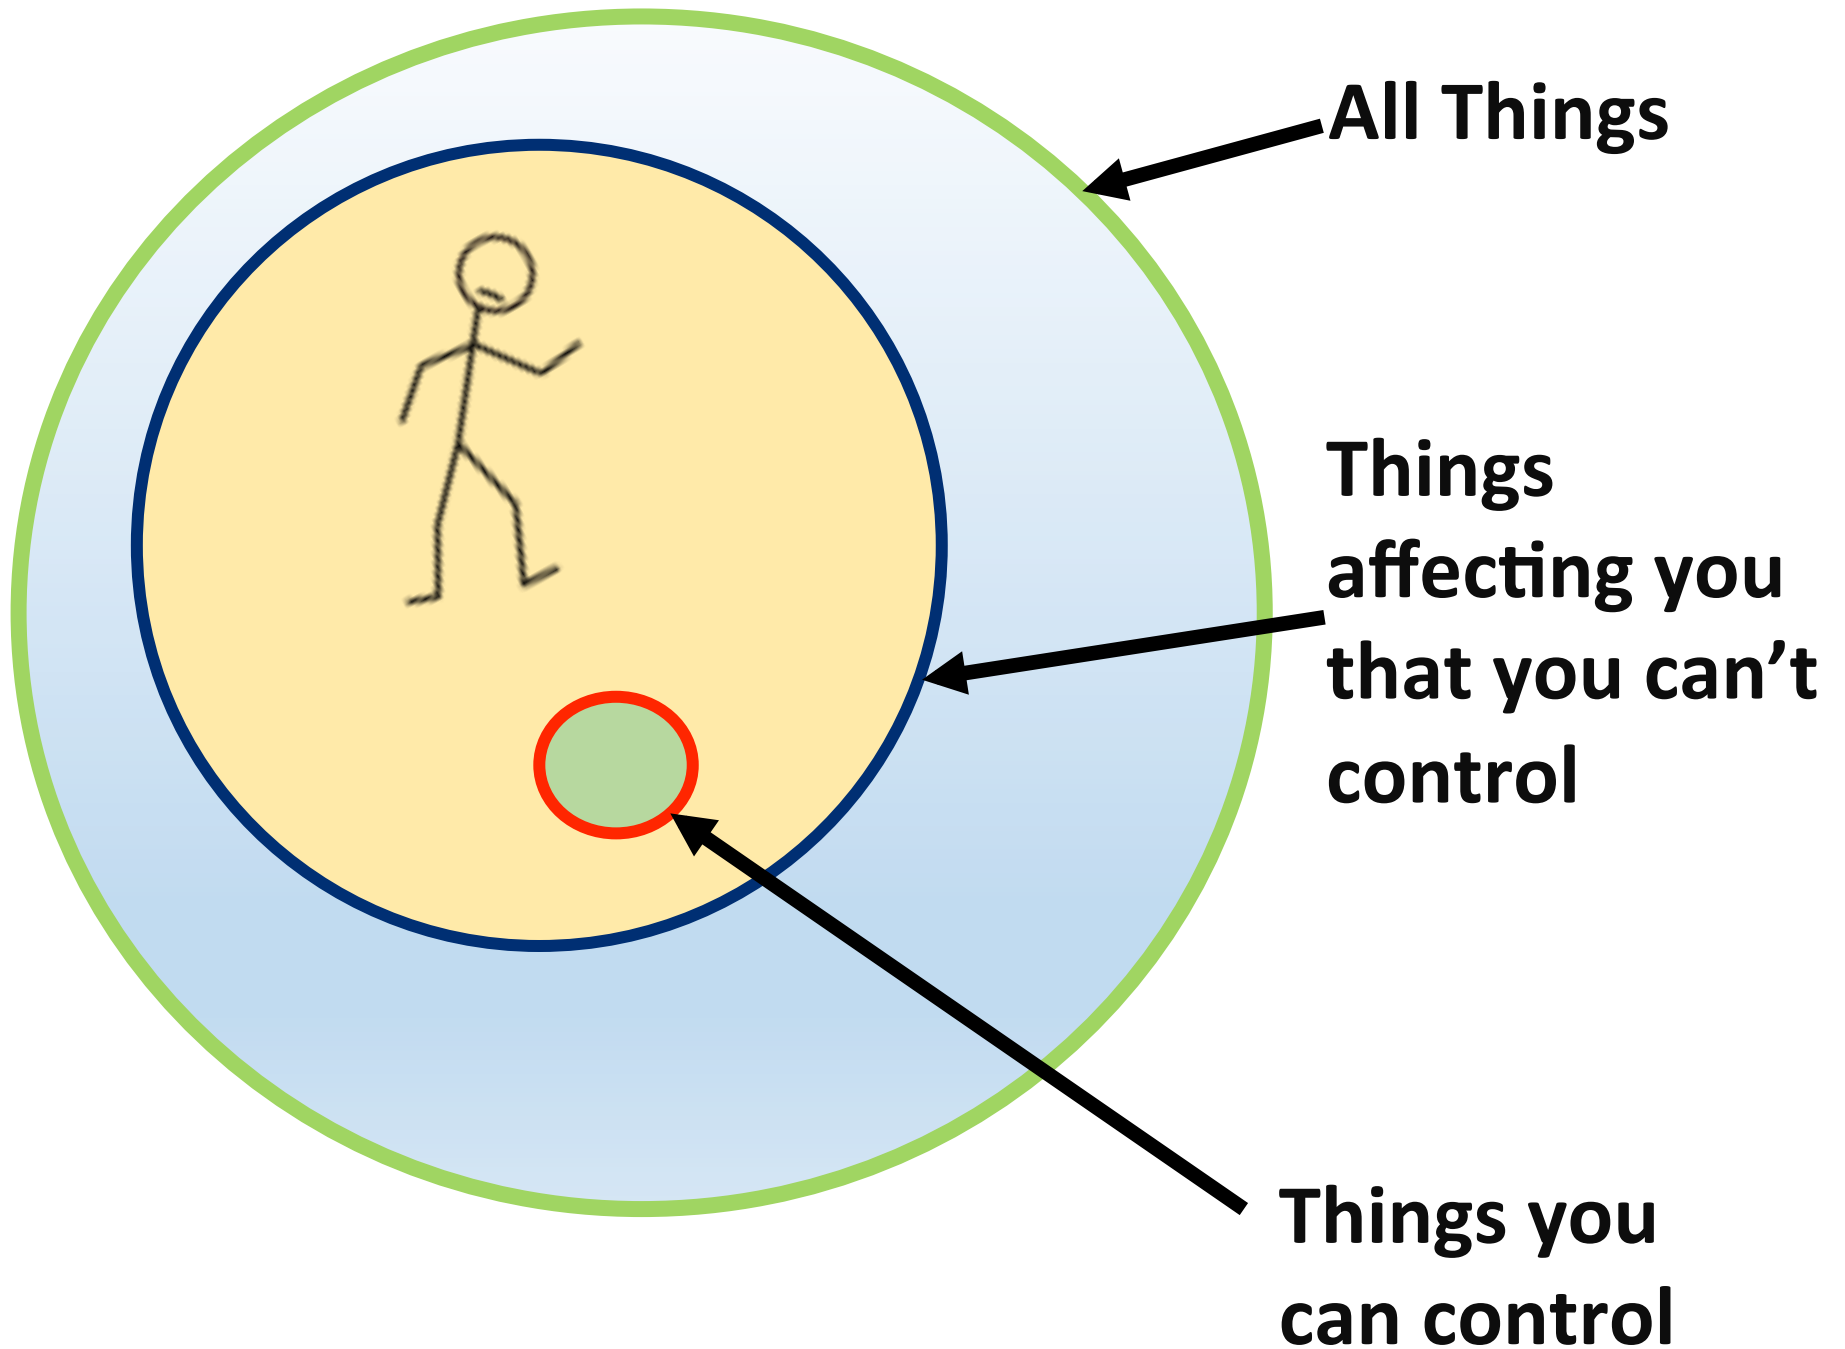 All Things
Things
affecting you
that you can’t
control
Things you
can control